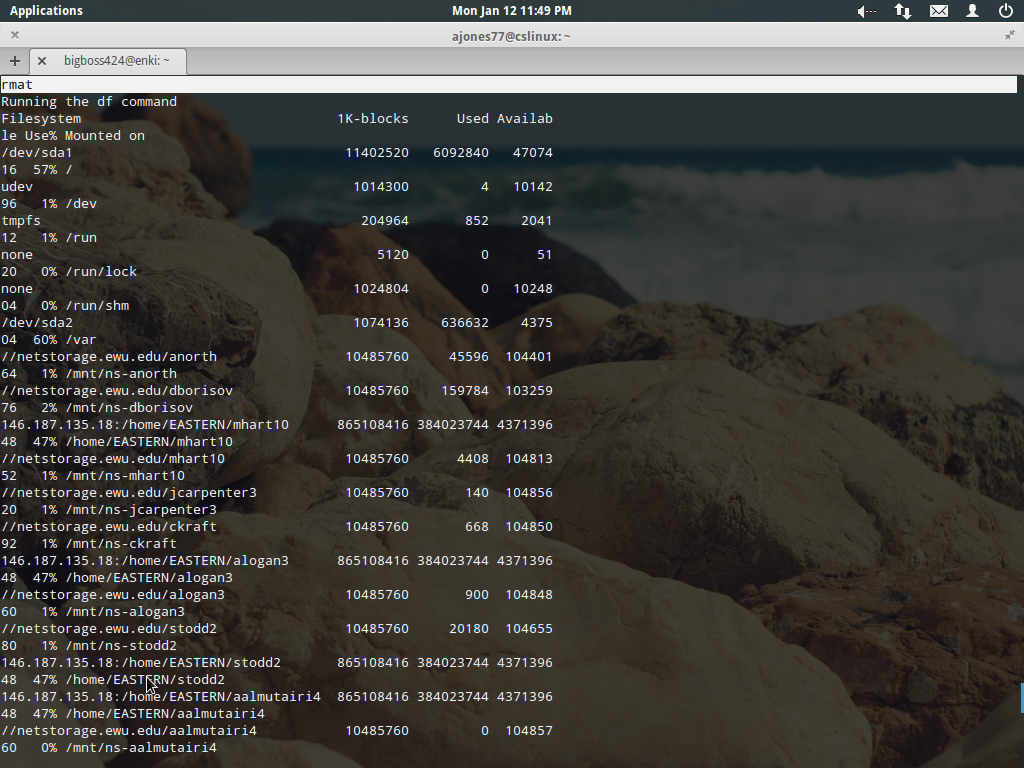 Applications
Mon Jan 12 11:49 PM
ajones77@cslinux: ~
bigboss424@enki: ~
rmat
Running the df command
Filesystem 1K-blocks Used Availab
le Use% Mounted on
/dev/sda1 11402520 6092840 47074
16 57% /
udev 1014300 4 10142
96 1% /dev
tmpfs 204964 852 2041
12 1% /run
none 5120 0 51
20 0% /run/lock
none 1024804 0 10248
04 0% /run/shm
/dev/sda2 1074136 636632 4375
04 60% /var
//netstorage.ewu.edu/anorth 10485760 45596 104401
64 1% /mnt/ns-anorth
//netstorage.ewu.edu/dborisov 10485760 159784 103259
76 2% /mnt/ns-dborisov
146.187.135.18:/home/EASTERN/mhart10 865108416 384023744 4371396
48 47% /home/EASTERN/mhart10
//netstorage.ewu.edu/mhart10 10485760 4408 104813
52 1% /mnt/ns-mhart10
//netstorage.ewu.edu/jcarpenter3 10485760 140 104856
20 1% /mnt/ns-jcarpenter3
//netstorage.ewu.edu/ckraft 10485760 668 104850
92 1% /mnt/ns-ckraft
146.187.135.18:/home/EASTERN/alogan3 865108416 384023744 4371396
48 47% /home/EASTERN/alogan3
//netstorage.ewu.edu/alogan3 10485760 900 104848
60 1% /mnt/ns-alogan3
//netstorage.ewu.edu/stodd2 10485760 20180 104655
80 1% /mnt/ns-stodd2
146.187.135.18:/home/EASTERN/stodd2 865108416 384023744 4371396
48 47% /home/EASTERN/stodd2
146.187.135.18:/home/EASTERN/aalmutairi4 865108416 384023744 4371396
48 47% /home/EASTERN/aalmutairi4
//netstorage.ewu.edu/aalmutairi4 10485760 0 104857
60 0% /mnt/ns-aalmutairi4